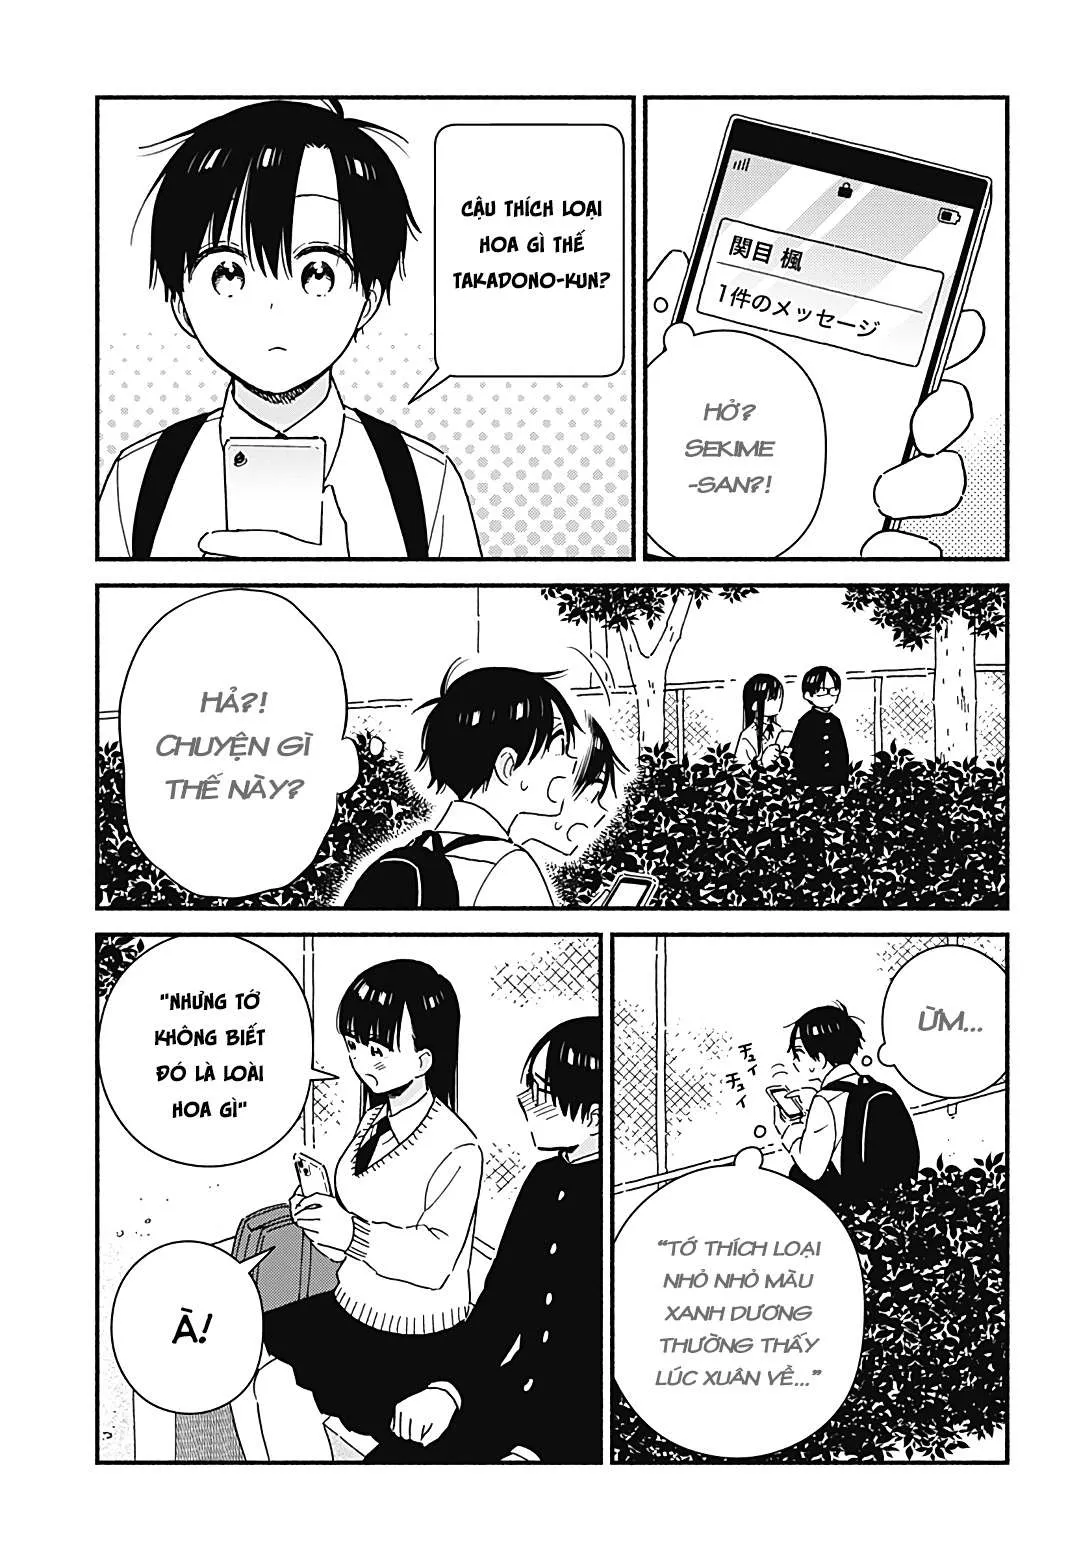 関目 楓
1件のメッセージ
HỞ?
SEKIME
-SAN?!
CẬU THÍCH LOẠI
HOA GÌ THẾ
TAKADONO-KUN?
HẢ?!
CHUYỆN GÌ
THẾ NÀY?
ỪM...
チュイ
チュイ
"TỚ THÍCH LOẠI
NHỎ NHỎ MÀU
XANH DƯƠNG
THƯỜNG THẤY
LÚC XUÂN VỀ..."
"NHƯNG TỚ
KHÔNG BIẾT
ĐÓ LÀ LOÀI
HOA GÌ"
À!